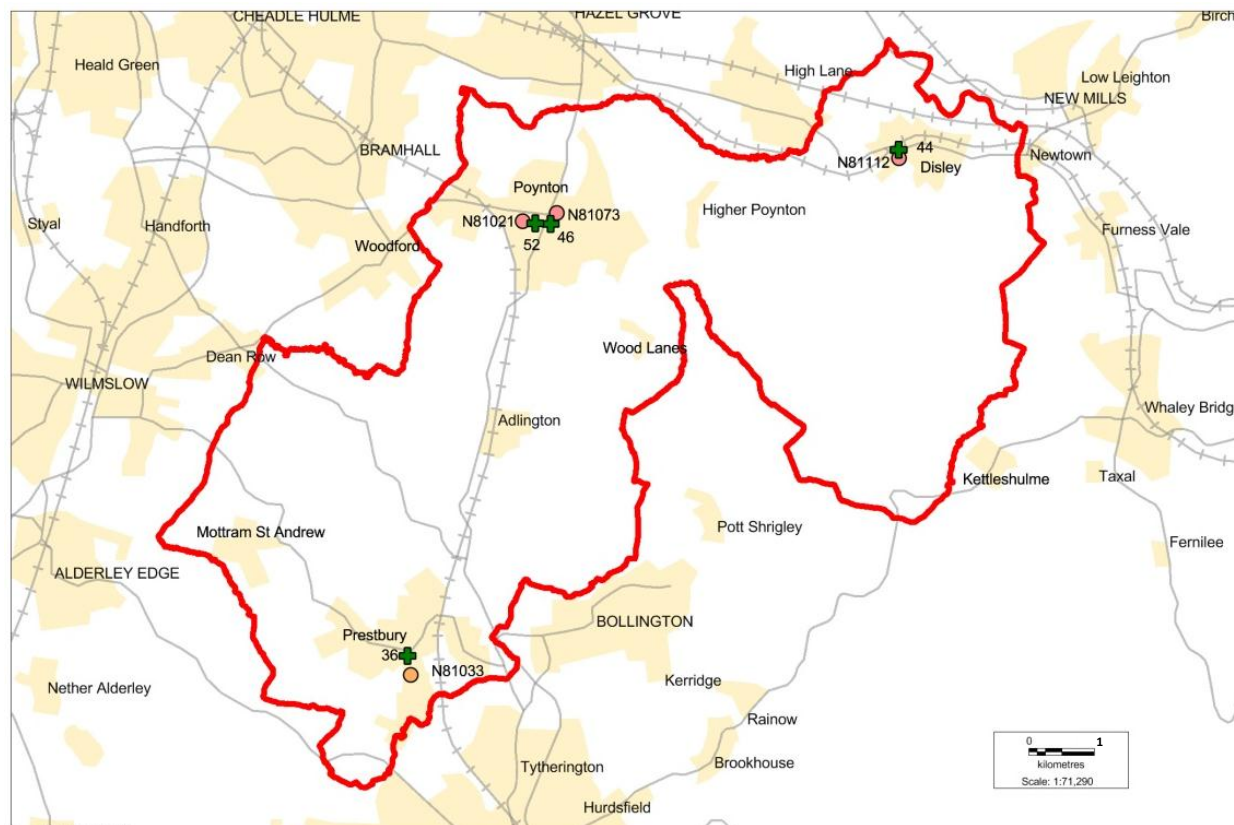 CHEADLE HULME
HAZEL GROVE
Birch
Heald Green
High Lane
Low Leighton
NEW MILLS
BRAMHALL
44
N81112
Newtown
Disley
Poynton
Higher Poynton
N81021
N81073
Styal
Handforth
Woodford
52
46
Furness Vale
Dean Row
Wood Lanes
WILMSLOW
Whaley Bridg
Adlington
Kettleshulme
Taxal
Mottram St Andrew
Pott Shrigley
Fernilee
ALDERLEY EDGE
BOLLINGTON
Prestbury
36
N81033
Nether Alderley
Kerridge
Rainow
0 1
kilometres
Scale: 1:71,290
Tytherington
Brookhouse
Hurdsfield